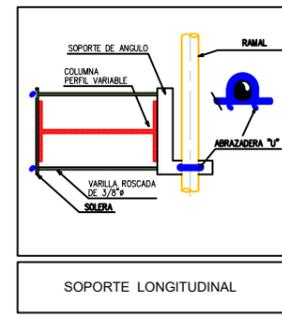 SOPORTE DE ANGULO
RAMAL
COLUMNA
PERFIL VARIABLE
ABRAZADERA "U"
VARILLA ROSCADA
DE 3/8"ø
SOLERA
SOPORTE LONGITUDINAL